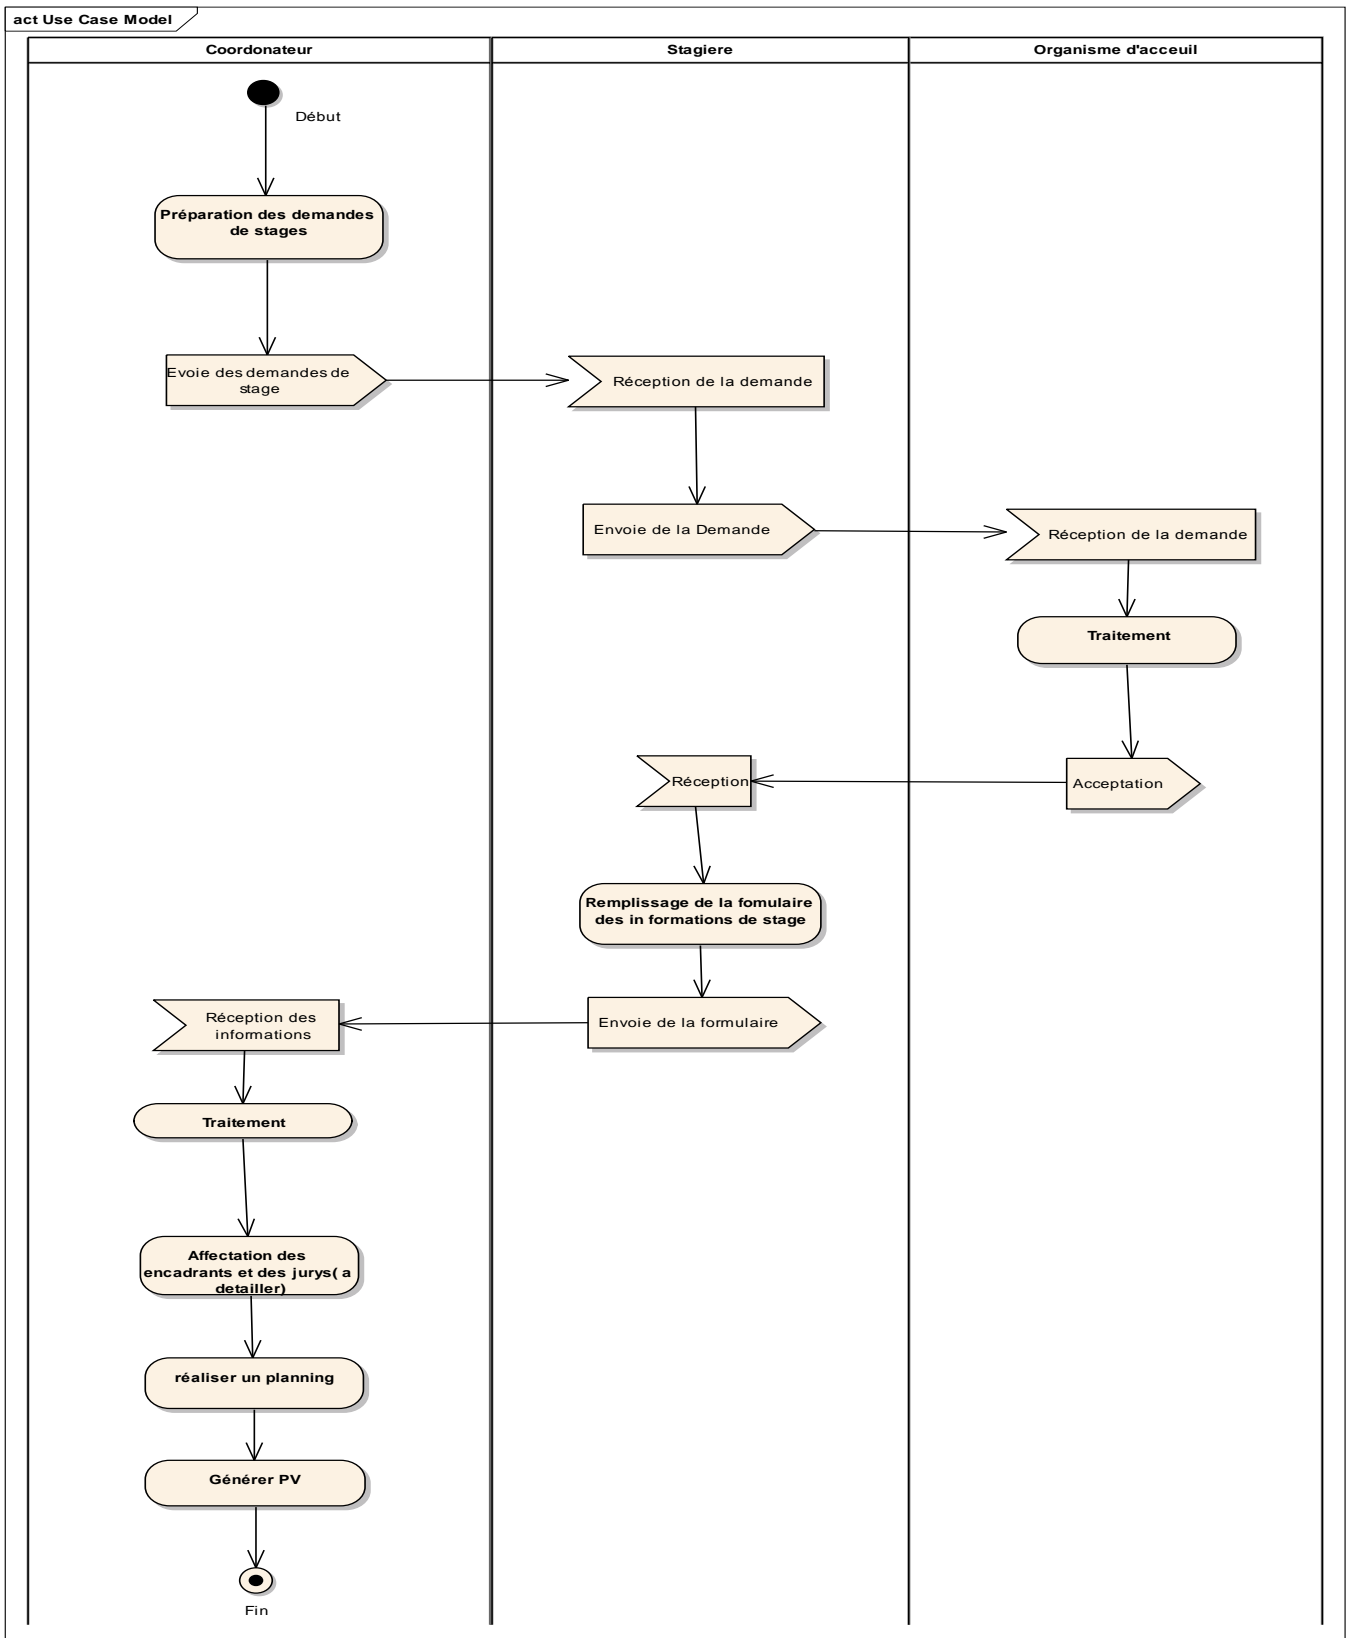 act Use Case Model
Coordonateur
Stagiere
Organisme d'acceuil
Début
Préparation des demandes
de stages
Evoie des demandes de
stage
Réception de la demande
Envoie de la Demande
Réception de la demande
Traitement
Acceptation
Réception
Remplissage de la fomulaire
des in formations de stage
Envoie de la formulaire
Réception des
informations
Traitement
Affectation des
encadrants et des jurys( a
detailler)
réaliser un planning
Générer PV
Fin